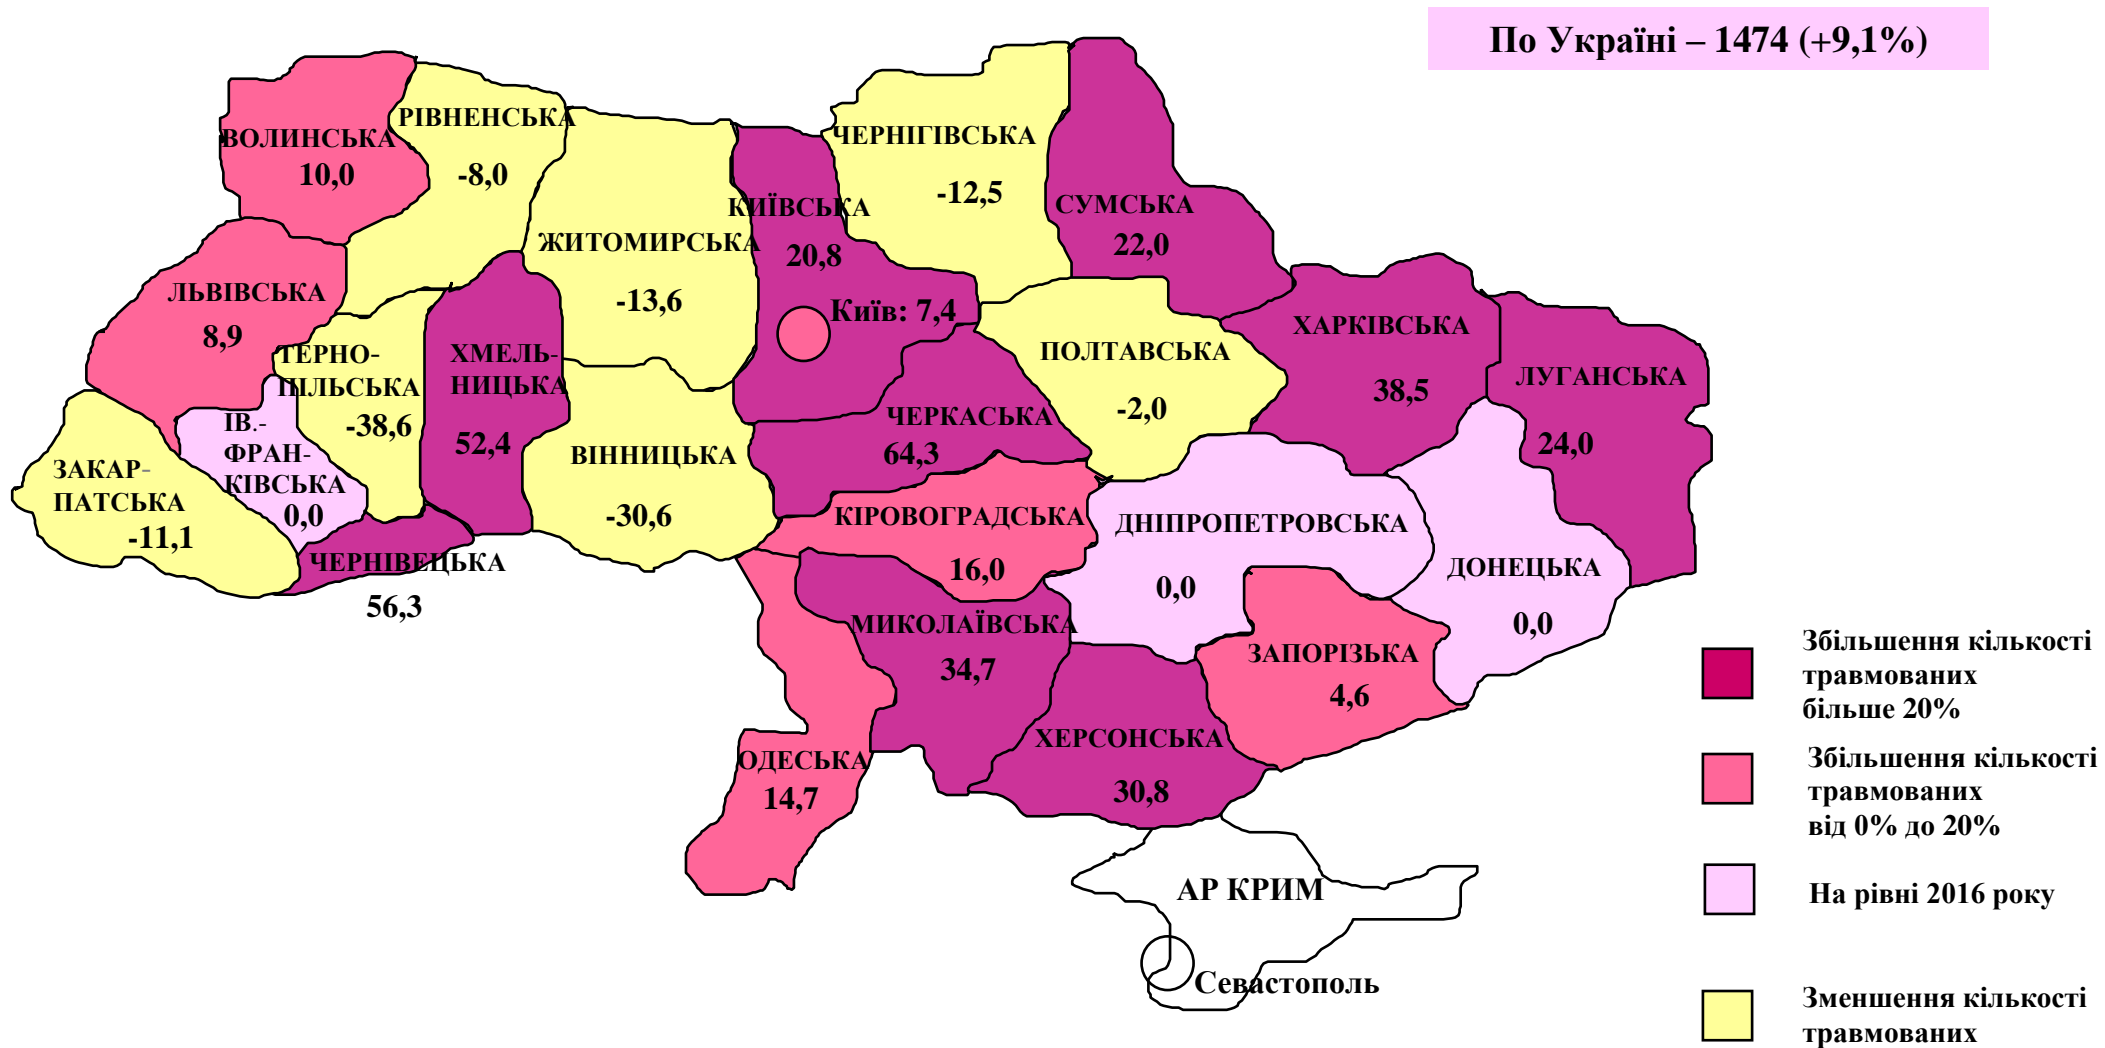 По Україні – 1474 (+9,1%)
ВОЛИНСЬКА
10,0
РІВНЕНСЬКА
-8,0
ЖИТОМИРСЬКА
-13,6
КИЇВСЬКА
20,8
Київ: 7,4
ЧЕРНІГІВСЬКА
-12,5
СУМСЬКА
22,0
ЛЬВІВСЬКА
8,9
ТЕРНО-
ПІЛЬСЬКА
-38,6
ХМЕЛЬ-
НИЦЬКА
52,4
ІВ.-
ФРАН-
КІВСЬКА
0,0
ЗАКАР-
ПАТСЬКА
-11,1
ЧЕРНІВЕЦЬКА
56,3
ВІННИЦЬКА
-30,6
ЧЕРКАСЬКА
64,3
ПОЛТАВСЬКА
-2,0
ХАРКІВСЬКА
38,5
ЛУГАНСЬКА
24,0
КІРОВОГРАДСЬКА
16,0
ДНІПРОПЕТРОВСЬКА
0,0
ДОНЕЦЬКА
0,0
МИКОЛАЇВСЬКА
34,7
ЗАПОРІЗЬКА
4,6
ОДЕСЬКА
14,7
ХЕРСОНСЬКА
30,8
АР КРИМ
Севастополь
Збільшення кількості
травмованих
більше 20%
Збільшення кількості
травмованих
від 0% до 20%
На рівні 2016 року
Зменшення кількості
травмованих